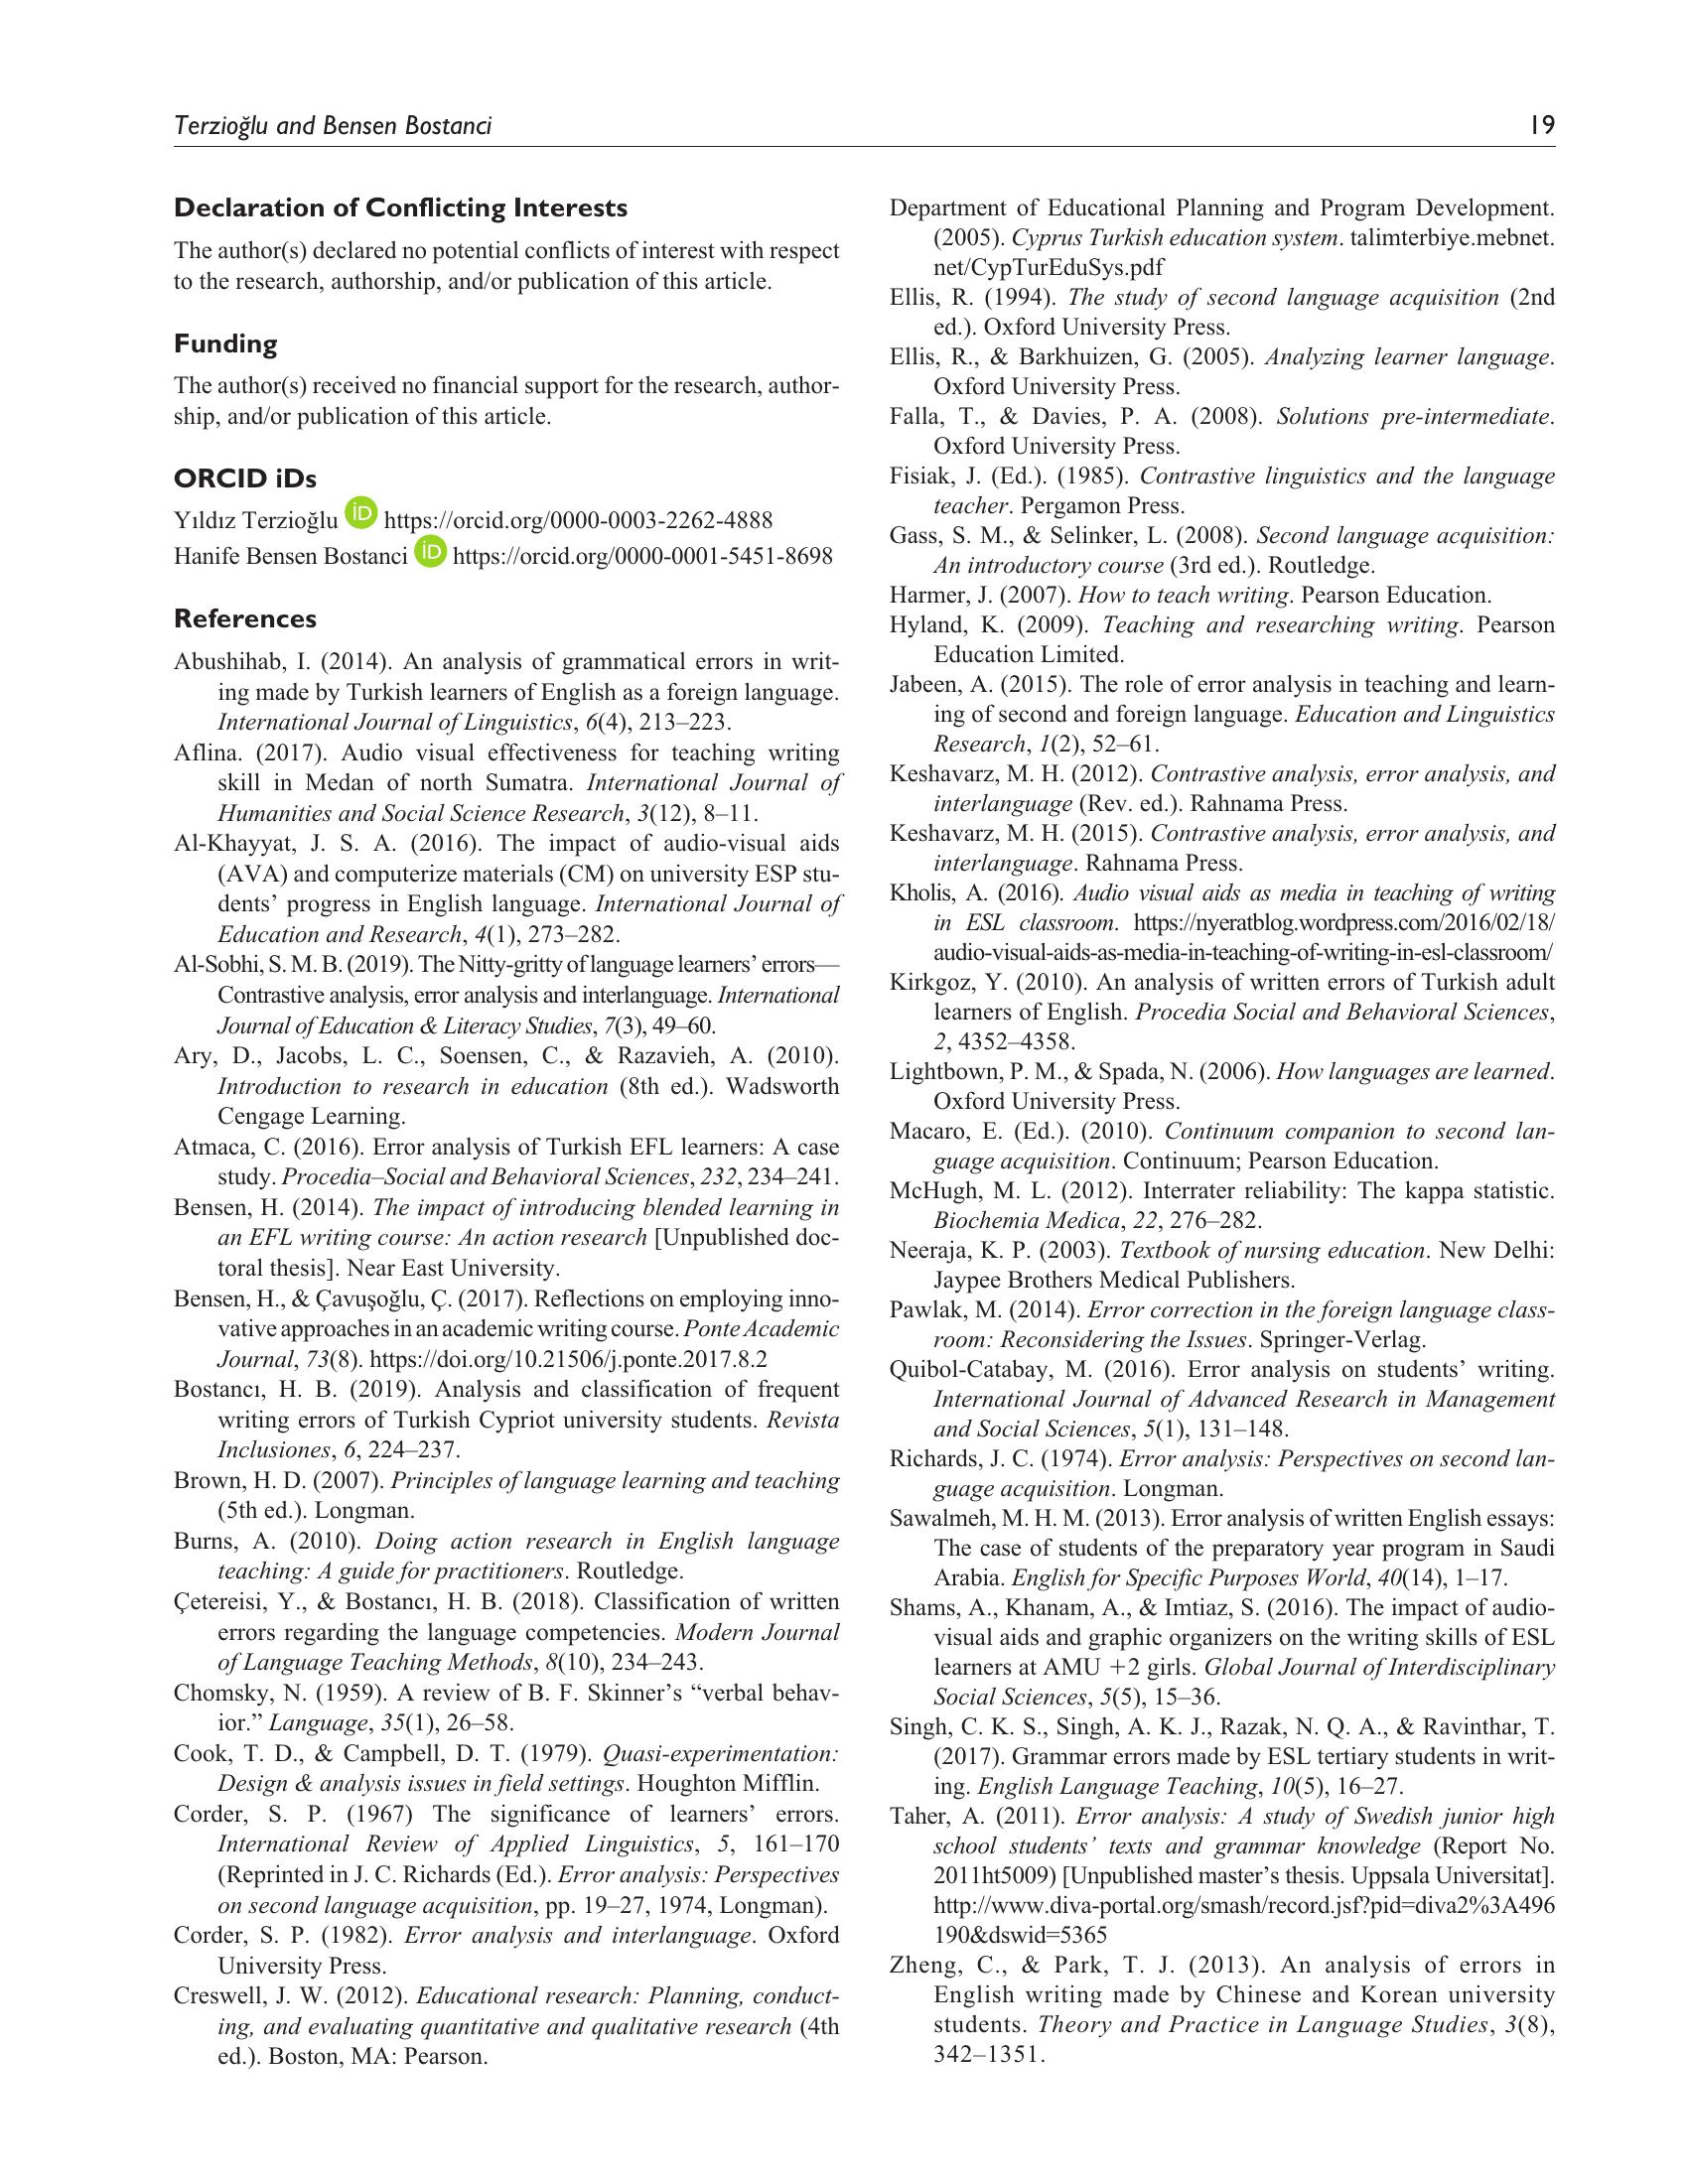 Terzioğlu and Bensen Bostanci
19
Declaration of Conflicting Interests
The author(s) declared no potential conflicts of interest with respect
to the research, authorship, and/or publication of this article.
Funding
The author(s) received no financial support for the research, author-
ship, and/or publication of this article.
ORCID iDs
Yıldız Terzioğlu iD https://orcid.org/0000-0003-2262-4888
Hanife Bensen Bostanci iD https://orcid.org/0000-0001-5451-8698
References
Abushihab, I. (2014). An analysis of grammatical errors in writ-
ing made by Turkish learners of English as a foreign language.
International Journal of Linguistics, 6(4), 213–223.
Aflina. (2017). Audio visual effectiveness for teaching writing
skill in Medan of north Sumatra. International Journal of
Humanities and Social Science Research, 3(12), 8–11.
Al-Khayyat, J. S. A. (2016). The impact of audio-visual aids
(AVA) and computerize materials (CM) on university ESP stu-
dents’ progress in English language. International Journal of
Education and Research, 4(1), 273–282.
Al-Sobhi, S. M. B. (2019). The Nitty-gritty of language learners’ errors—
Contrastive analysis, error analysis and interlanguage. International
Journal of Education & Literacy Studies, 7(3), 49–60.
Ary, D., Jacobs, L. C., Soensen, C., & Razavieh, A. (2010).
Introduction to research in education (8th ed.). Wadsworth
Cengage Learning.
Atmaca, C. (2016). Error analysis of Turkish EFL learners: A case
study. Procedia–Social and Behavioral Sciences, 232, 234–241.
Bensen, H. (2014). The impact of introducing blended learning in
an EFL writing course: An action research [Unpublished doc-
toral thesis]. Near East University.
Bensen, H., & Çavuşoğlu, Ç. (2017). Reflections on employing inno-
vative approaches in an academic writing course. Ponte Academic
Journal, 73(8). https://doi.org/10.21506/j.ponte.2017.8.2
Bostancı, H. B. (2019). Analysis and classification of frequent
writing errors of Turkish Cypriot university students. Revista
Inclusiones, 6, 224–237.
Brown, H. D. (2007). Principles of language learning and teaching
(5th ed.). Longman.
Burns, A. (2010). Doing action research in English language
teaching: A guide for practitioners. Routledge.
Çetereisi, Y., & Bostancı, H. B. (2018). Classification of written
errors regarding the language competencies. Modern Journal
of Language Teaching Methods, 8(10), 234–243.
Chomsky, N. (1959). A review of B. F. Skinner’s “verbal behav-
ior.” Language, 35(1), 26–58.
Cook, T. D., & Campbell, D. T. (1979). Quasi-experimentation:
Design & analysis issues in field settings. Houghton Mifflin.
Corder, S. P. (1967) The significance of learners’ errors.
International Review of Applied Linguistics, 5, 161–170
(Reprinted in J. C. Richards (Ed.). Error analysis: Perspectives
on second language acquisition, pp. 19–27, 1974, Longman).
Corder, S. P. (1982). Error analysis and interlanguage. Oxford
University Press.
Creswell, J. W. (2012). Educational research: Planning, conduct-
ing, and evaluating quantitative and qualitative research (4th
ed.). Boston, MA: Pearson.
Department of Educational Planning and Program Development.
(2005). Cyprus Turkish education system. talimterbiye.mebnet.
net/CypTurEduSys.pdf
Ellis, R. (1994). The study of second language acquisition (2nd
ed.). Oxford University Press.
Ellis, R., & Barkhuizen, G. (2005). Analyzing learner language.
Oxford University Press.
Falla, T., & Davies, P. A. (2008). Solutions pre-intermediate.
Oxford University Press.
Fisiak, J. (Ed.). (1985). Contrastive linguistics and the language
teacher. Pergamon Press.
Gass, S. M., & Selinker, L. (2008). Second language acquisition:
An introductory course (3rd ed.). Routledge.
Harmer, J. (2007). How to teach writing. Pearson Education.
Hyland, K. (2009). Teaching and researching writing. Pearson
Education Limited.
Jabeen, A. (2015). The role of error analysis in teaching and learn-
ing of second and foreign language. Education and Linguistics
Research, 1(2), 52–61.
Keshavarz, M. H. (2012). Contrastive analysis, error analysis, and
interlanguage (Rev. ed.). Rahnama Press.
Keshavarz, M. H. (2015). Contrastive analysis, error analysis, and
interlanguage. Rahnama Press.
Kholis, A. (2016). Audio visual aids as media in teaching of writing
in ESL classroom. https://nyeratblog.wordpress.com/2016/02/18/
audio-visual-aids-as-media-in-teaching-of-writing-in-esl-classroom/
Kirkgoz, Y. (2010). An analysis of written errors of Turkish adult
learners of English. Procedia Social and Behavioral Sciences,
2, 4352–4358.
Lightbown, P. M., & Spada, N. (2006). How languages are learned.
Oxford University Press.
Macaro, E. (Ed.). (2010). Continuum companion to second lan-
guage acquisition. Continuum; Pearson Education.
McHugh, M. L. (2012). Interrater reliability: The kappa statistic.
Biochemia Medica, 22, 276–282.
Neeraja, K. P. (2003). Textbook of nursing education. New Delhi:
Jaypee Brothers Medical Publishers.
Pawlak, M. (2014). Error correction in the foreign language class-
room: Reconsidering the Issues. Springer-Verlag.
Quibol-Catabay, M. (2016). Error analysis on students’ writing.
International Journal of Advanced Research in Management
and Social Sciences, 5(1), 131–148.
Richards, J. C. (1974). Error analysis: Perspectives on second lan-
guage acquisition. Longman.
Sawalmeh, M. H. M. (2013). Error analysis of written English essays:
The case of students of the preparatory year program in Saudi
Arabia. English for Specific Purposes World, 40(14), 1–17.
Shams, A., Khanam, A., & Imtiaz, S. (2016). The impact of audio-
visual aids and graphic organizers on the writing skills of ESL
learners at AMU +2 girls. Global Journal of Interdisciplinary
Social Sciences, 5(5), 15–36.
Singh, C. K. S., Singh, A. K. J., Razak, N. Q. A., & Ravinthar, T.
(2017). Grammar errors made by ESL tertiary students in writ-
ing. English Language Teaching, 10(5), 16–27.
Taher, A. (2011). Error analysis: A study of Swedish junior high
school students’ texts and grammar knowledge (Report No.
2011ht5009) [Unpublished master’s thesis. Uppsala Universitat].
http://www.diva-portal.org/smash/record.jsf?pid=diva2%3A496
190&dswid=5365
Zheng, C., & Park, T. J. (2013). An analysis of errors in
English writing made by Chinese and Korean university
students. Theory and Practice in Language Studies, 3(8),
342–1351.